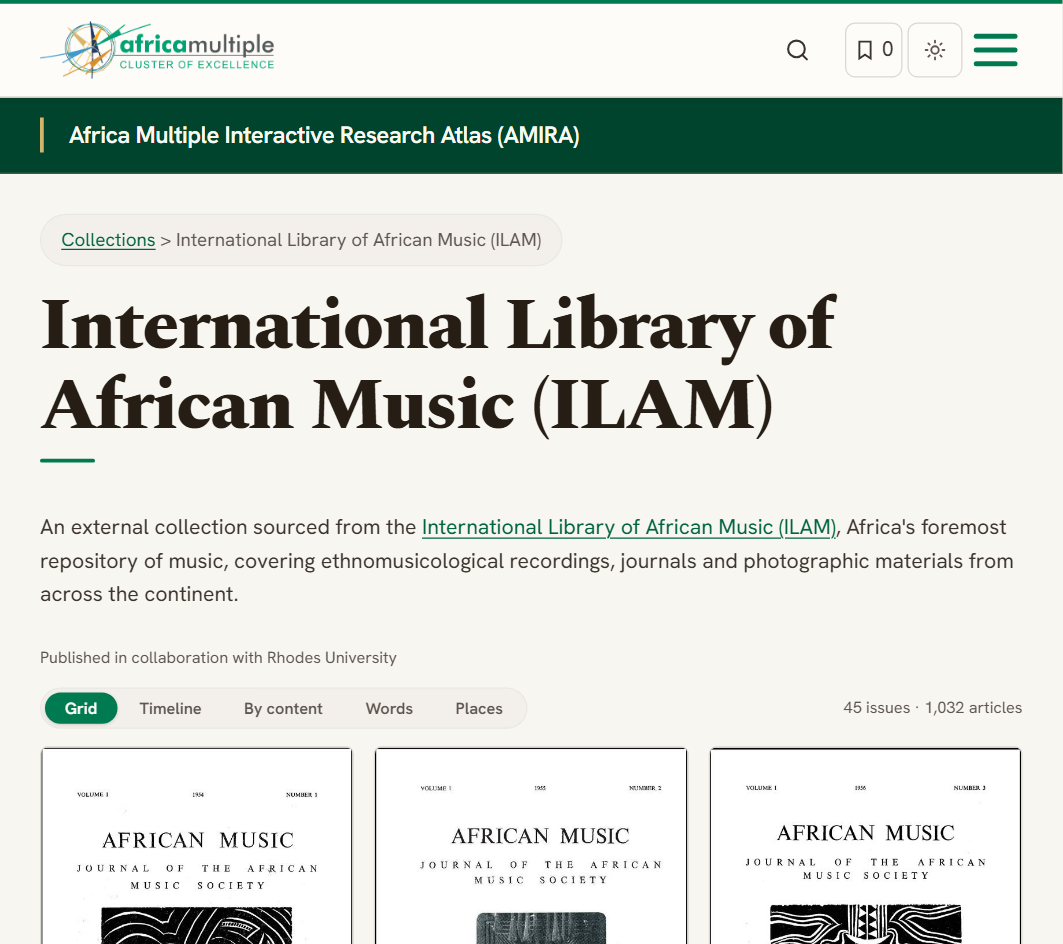 africamultiple
CLUSTER OF EXCELLENCE
0
Africa Multiple Interactive Research Atlas (AMIRA)
Collections > International Library of African Music (ILAM)
International Library of
African Music (ILAM)
An external collection sourced from the International Library of African Music (ILAM), Africa's foremost
repository of music, covering ethnomusicological recordings, journals and photographic materials from
across the continent.
Published in collaboration with Rhodes University
Grid Timeline By content Words Places
45 issues · 1,032 articles
VOLUME 1 1954 NUMBER 1
AFRICAN MUSIC
JOURNAL OF THE AFRICAN
MUSIC SOCIETY
VOLUME 1 1955 NUMBER 2
AFRICAN MUSIC
JOURNAL OF THE AFRICAN
MUSIC SOCIETY
VOLUME 1 1956 NUMBER 3
AFRICAN MUSIC
JOURNAL OF THE AFRICAN
MUSIC SOCIETY